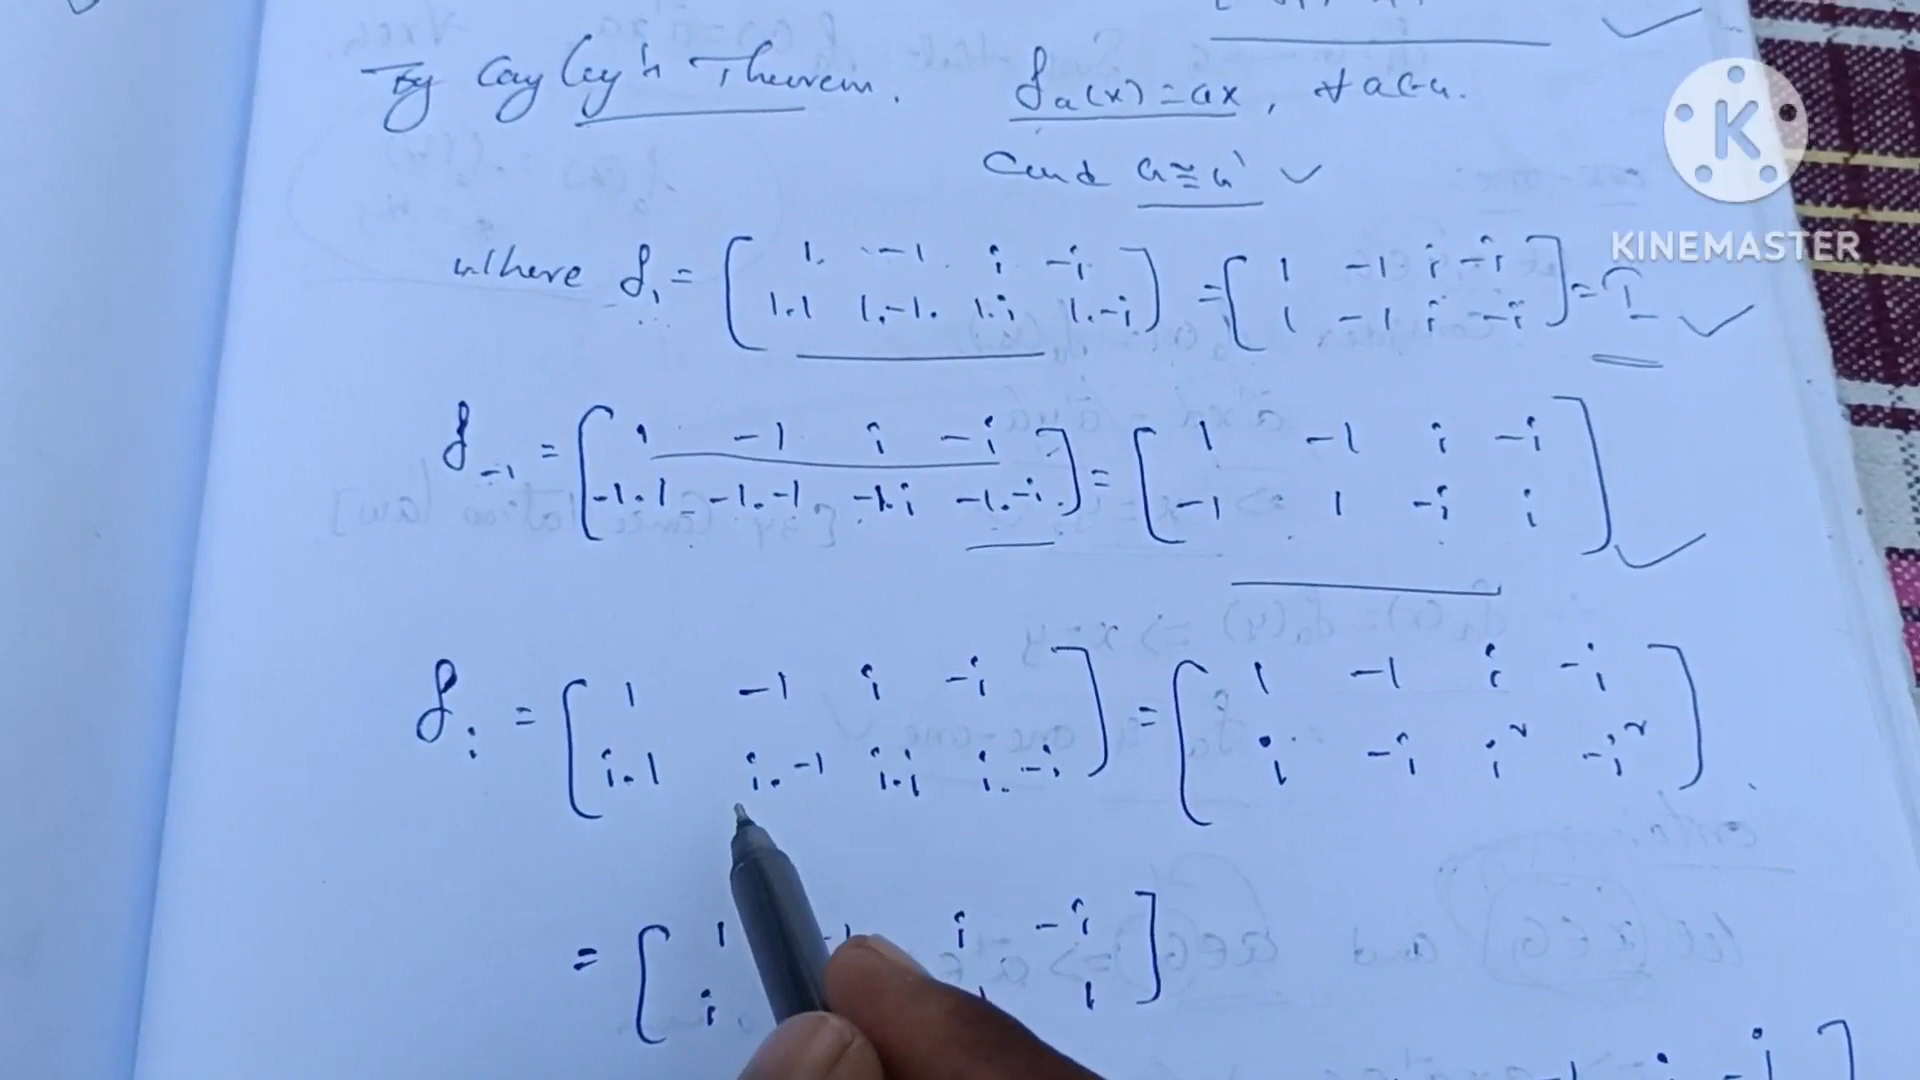 By Cayley's Theorem. fa(x) = ax, ∀ a ∈ G.
and G ≅ G' ✓
K
KINEMASTER
where f1 = [ 1. -1. i -i
1.1 1.-1. 1.i 1.-i ] = [ 1 -1 i -i
1 -1 i -i ] = I ✓
f-1 = [ 1 -1 i -i
-1.1 -1.-1 -1.i -1.-i ] = [ 1 -1 i -i
-1 1 -i i ] ✓
fi = [ 1 -1 i -i
i.1 i.-1 i.i i.-i ] = [ 1 -1 i -i
i -i i² -i² ]
= [ 1 i -i
i 1 ]